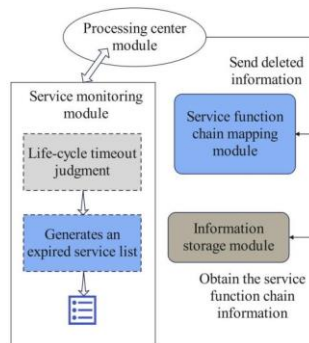 Processing center
module
Send deleted
information
Service monitoring
module
Life-cycle timeout
judgment
Generates an
expired service list
Service function
chain mapping
module
Information
storage module
Obtain the service
function chain
information